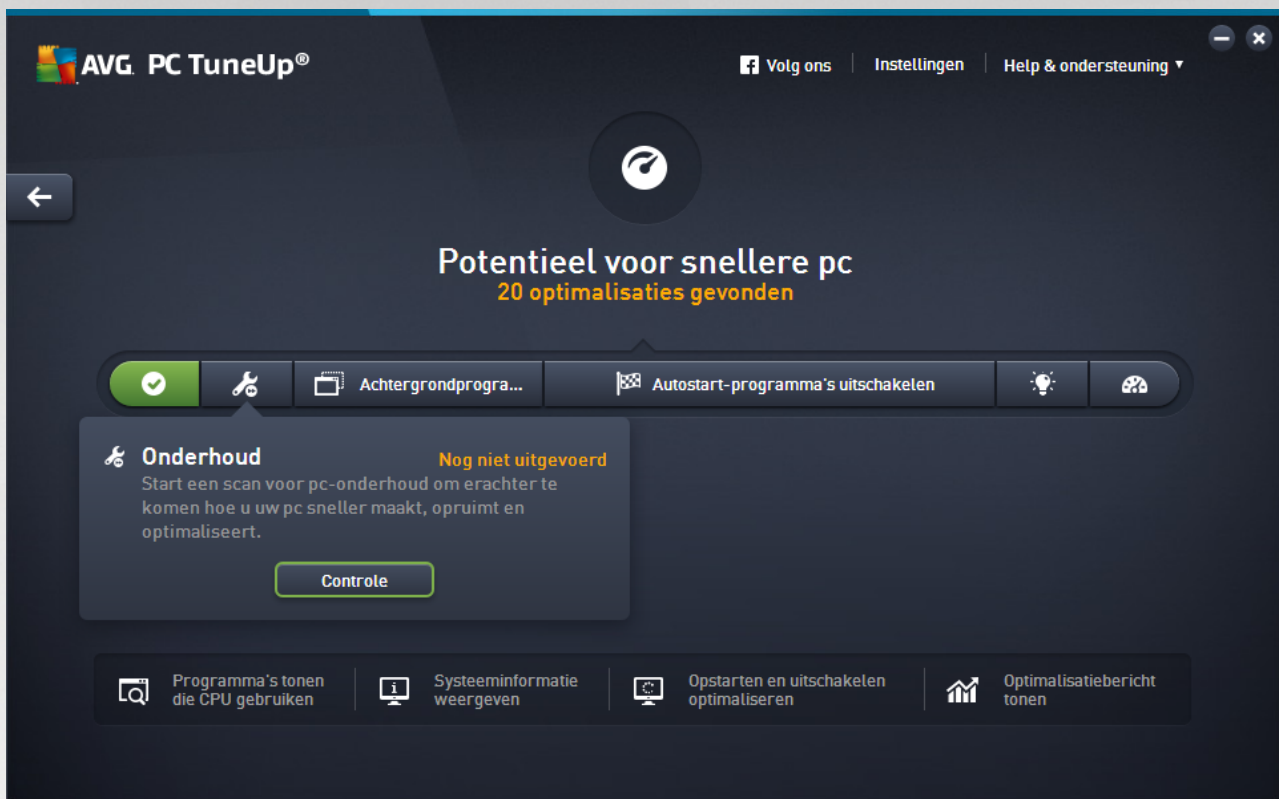 AVG. PC TuneUp®
Volg ons
Instellingen
Help & ondersteuning
Potentieel voor snellere pc
20 optimalisaties gevonden
Achtergrondprogra...
Autostart-programma's uitschakelen
Onderhoud
Nog niet uitgevoerd
Start een scan voor pc-onderhoud om erachter te
komen hoe u uw pc sneller maakt, opruimt en
optimaliseert.
Controle
Programma's tonen
die CPU gebruiken
Systeeminformatie
weergeven
Opstarten en uitschakelen
optimaliseren
Optimalisatiebericht
tonen